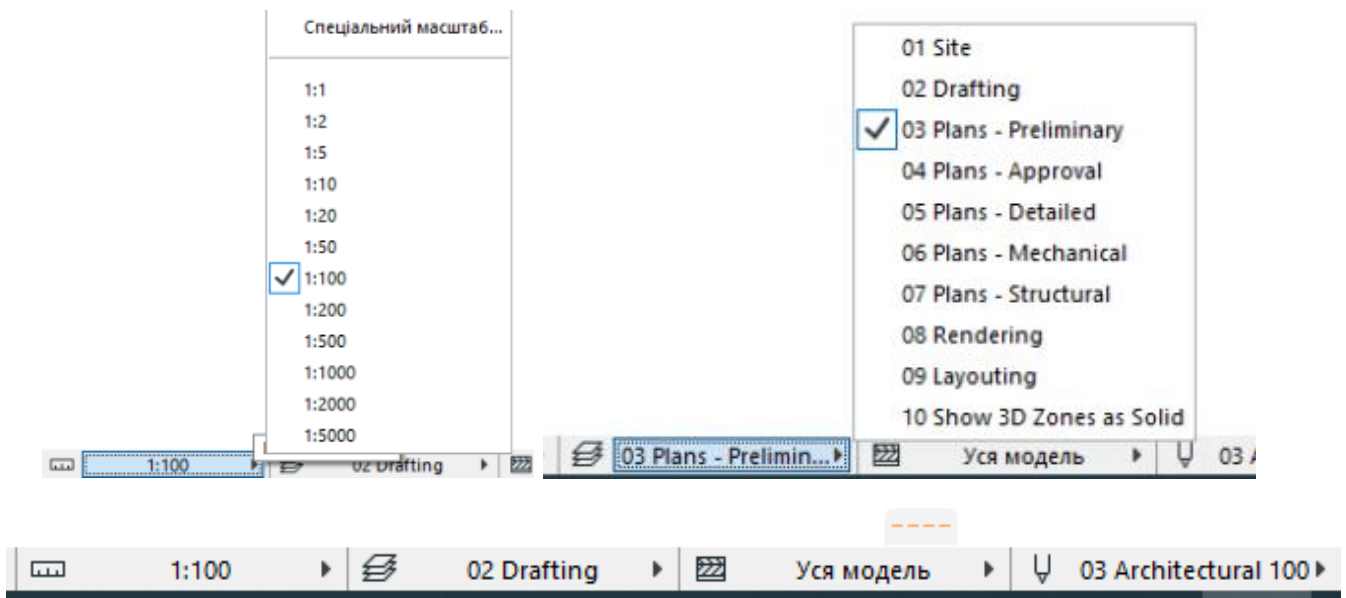 Спеціальний масштаб...
1:1
1:2
1:5
1:10
1:20
1:50
1:100
1:200
1:500
1:1000
1:2000
1:5000
1:100
02 Drafting
01 Site
02 Drafting
03 Plans - Preliminary
04 Plans - Approval
05 Plans - Detailed
06 Plans - Mechanical
07 Plans - Structural
08 Rendering
09 Layouting
10 Show 3D Zones as Solid
03 Plans - Prelimin... Уся модель 03
1:100 02 Drafting Уся модель 03 Architectural 100